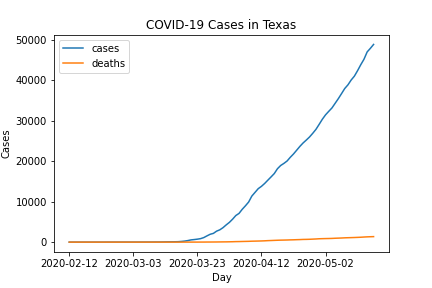 COVID-19 Cases in Texas
50000
40000
30000
20000
10000
0
Cases
cases
deaths
2020-02-12 2020-03-03 2020-03-23 2020-04-12 2020-05-02
Day